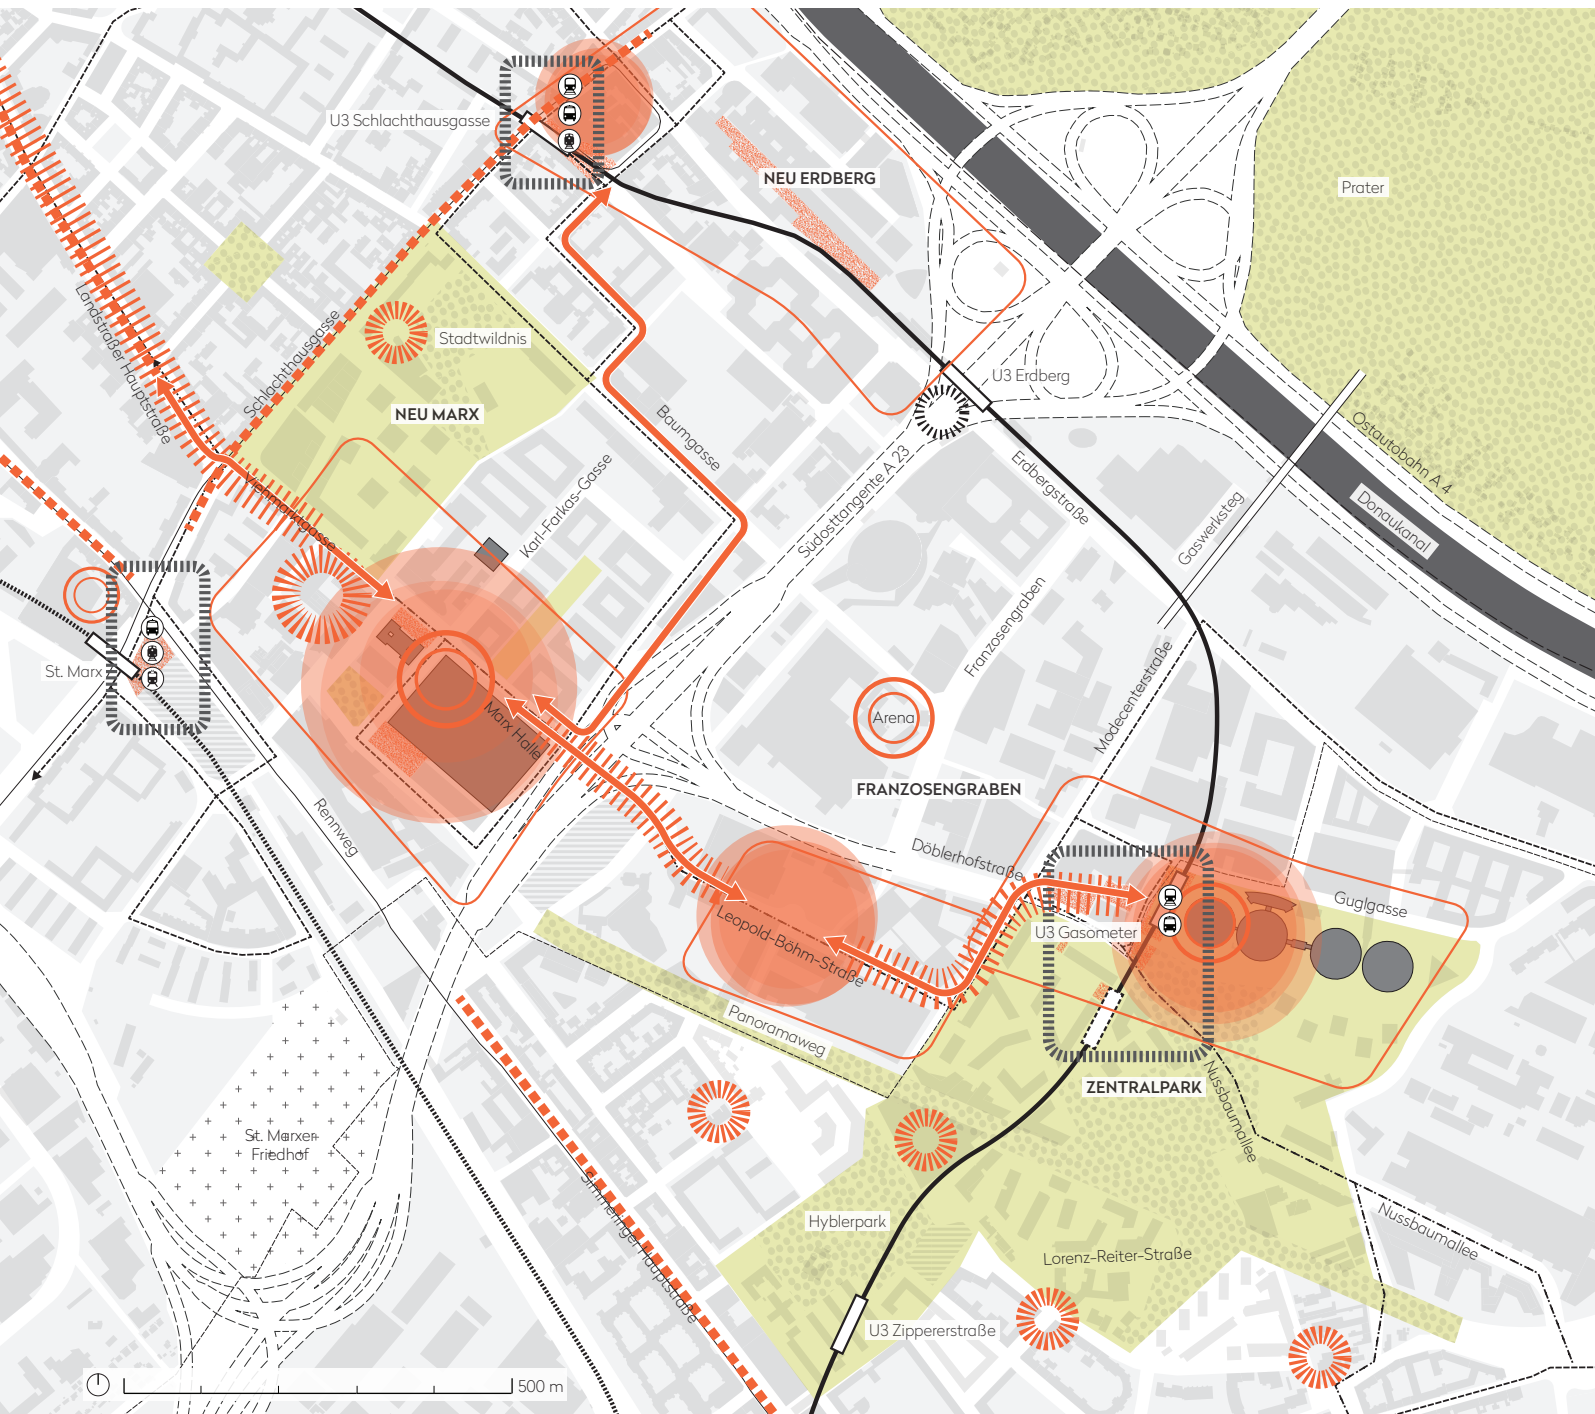 U3 Schlachthausgasse
NEU ERDBERG
Prater
Landstraßer Hauptstraße
Schlachthausgasse
Stadtwildnis
NEU MARX
U3 Erdberg
Baumgasse
Ostautobahn A 4
Viehmarktgasse
Karl-Farkas-Gasse
Südosttangente A 23
Erdbergstraße
Gaswerksteg
Donaukanal
Franzosengraben
St. Marx
Modecenterstraße
Marx Halle
Arena
FRANZOSENGRABEN
Rennweg
Döblerhofstraße
Guglgasse
Leopold-Böhm-Straße
U3 Gasometer
Panoramaweg
ZENTRALPARK
Nussbaumallee
St. Marxer
Friedhof
Simmeringer Hauptstraße
Hyblerpark
Nussbaumallee
Lorenz-Reiter-Straße
U3 Zippererstraße
500 m